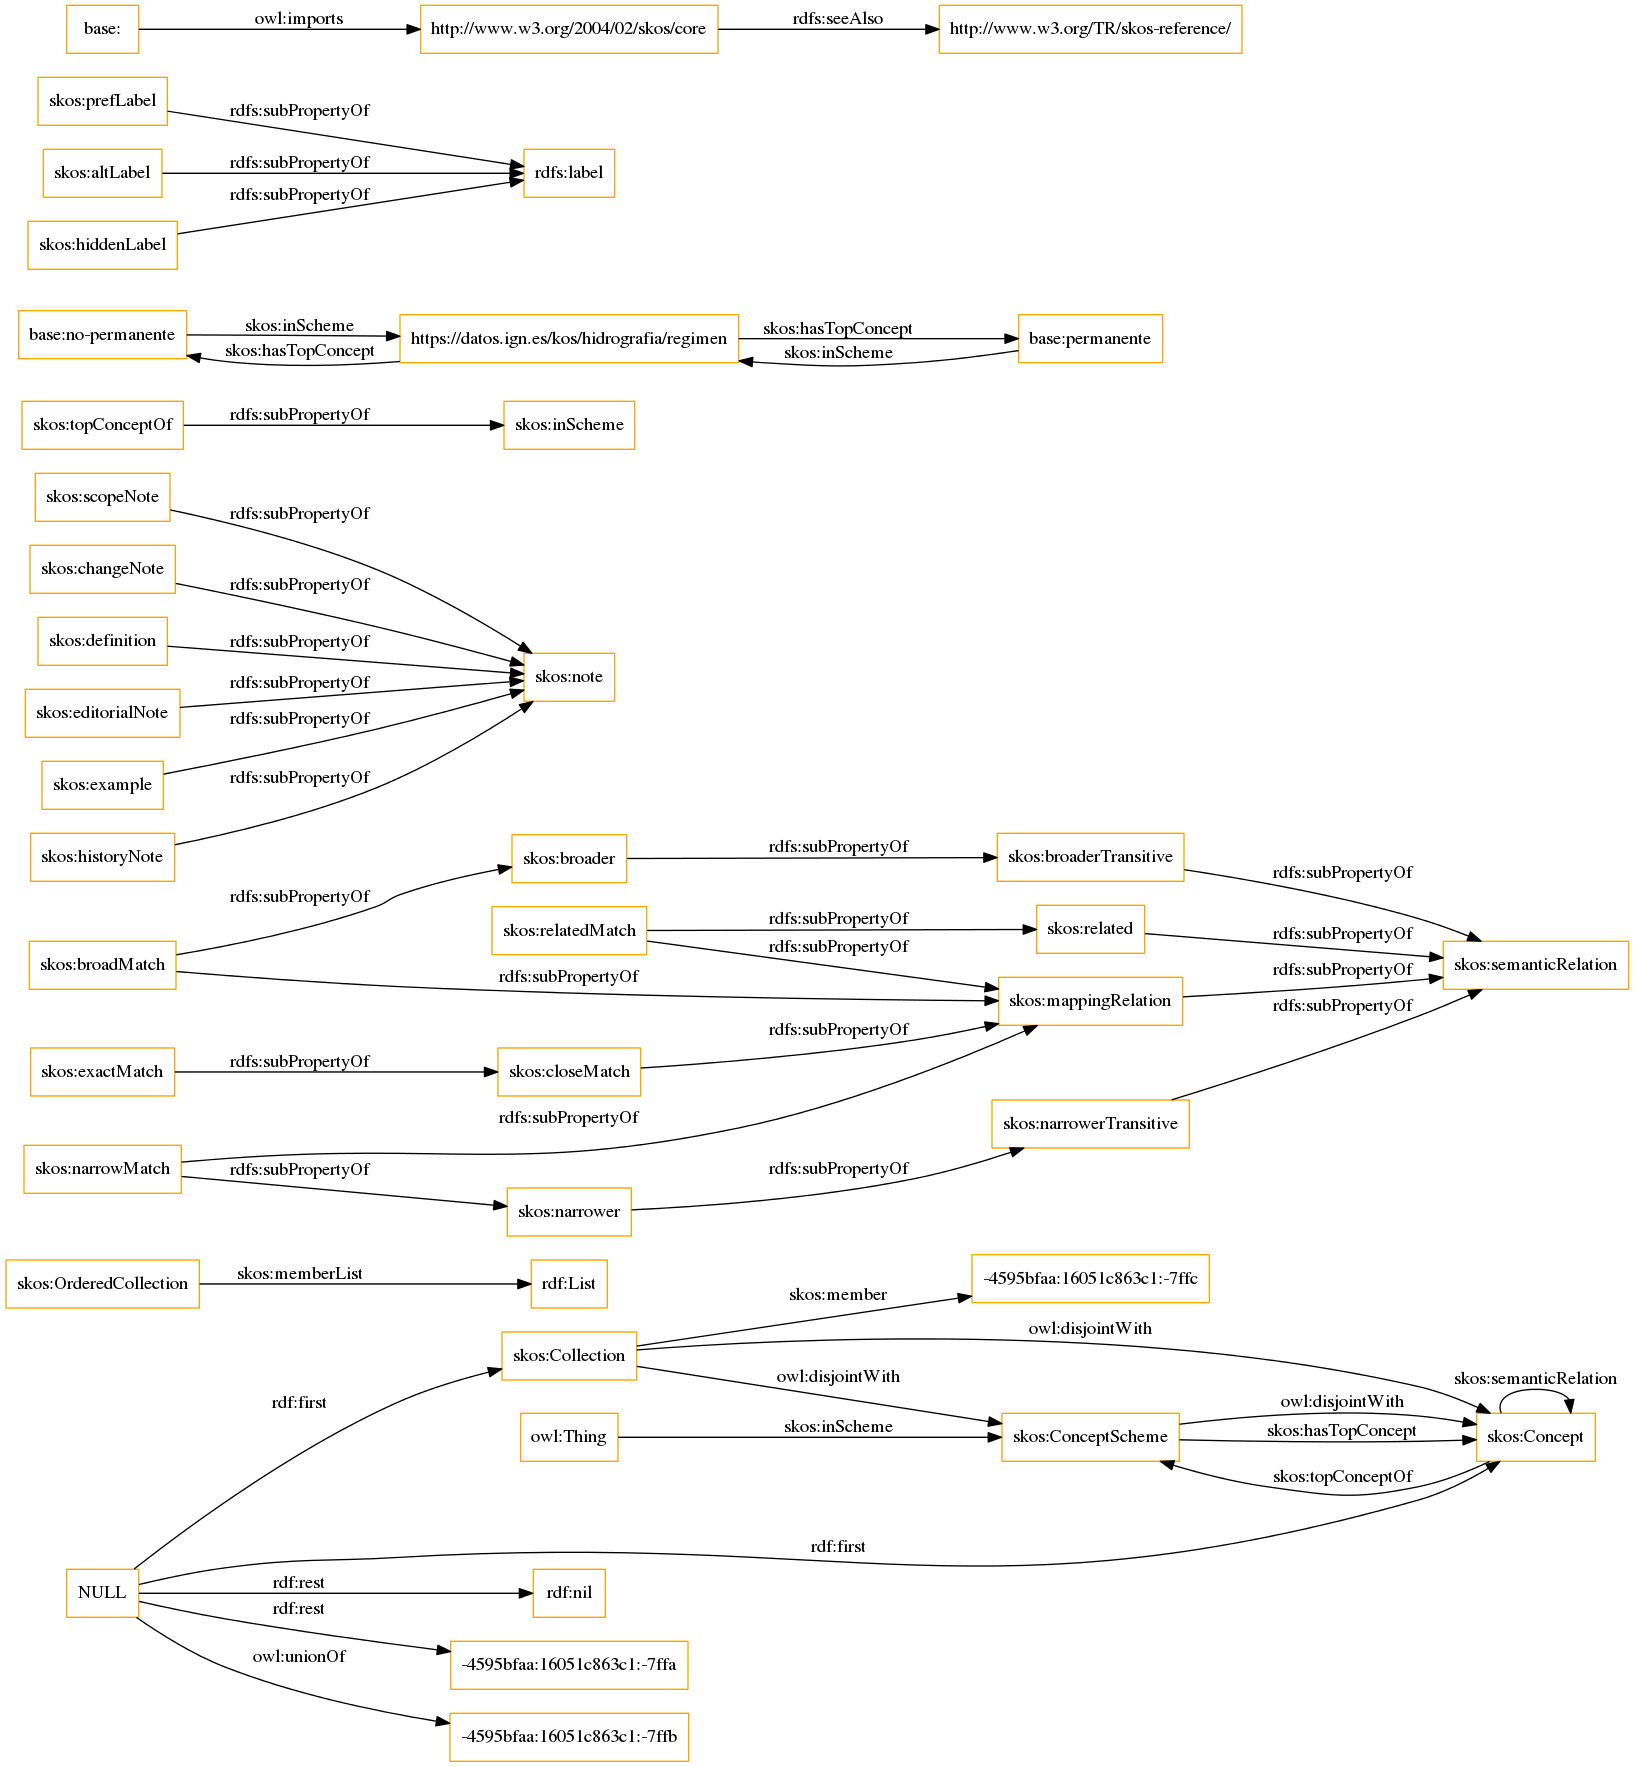 base:
owl:imports
http://www.w3.org/2004/02/skos/core
rdfs:seeAlso
http://www.w3.org/TR/skos-reference/
skos:prefLabel
rdfs:subPropertyOf
skos:altLabel
rdfs:subPropertyOf
rdfs:label
rdfs:subPropertyOf
skos:hiddenLabel
base:no-permanente
skos:inScheme
skos:hasTopConcept
https://datos.ign.es/kos/hidrografia/regimen
skos:hasTopConcept
skos:inScheme
base:permanente
skos:topConceptOf
rdfs:subPropertyOf
skos:inScheme
skos:scopeNote
rdfs:subPropertyOf
skos:changeNote
rdfs:subPropertyOf
skos:definition
rdfs:subPropertyOf
skos:note
skos:editorialNote
rdfs:subPropertyOf
rdfs:subPropertyOf
skos:example
rdfs:subPropertyOf
skos:historyNote
skos:broader
rdfs:subPropertyOf
skos:broaderTransitive
rdfs:subPropertyOf
rdfs:subPropertyOf
skos:relatedMatch
rdfs:subPropertyOf
skos:related
rdfs:subPropertyOf
rdfs:subPropertyOf
skos:broadMatch
rdfs:subPropertyOf
skos:semanticRelation
rdfs:subPropertyOf
skos:mappingRelation
rdfs:subPropertyOf
rdfs:subPropertyOf
skos:exactMatch
rdfs:subPropertyOf
skos:closeMatch
rdfs:subPropertyOf
skos:narrowerTransitive
skos:narrowMatch
rdfs:subPropertyOf
rdfs:subPropertyOf
skos:narrower
skos:OrderedCollection
skos:memberList
rdf:List
-4595bfaa:16051c863c1:-7ffc
skos:member
owl:disjointWith
skos:Collection
owl:disjointWith
skos:semanticRelation
rdf:first
owl:disjointWith
owl:Thing
skos:inScheme
skos:ConceptScheme
skos:hasTopConcept
skos:Concept
skos:topConceptOf
rdf:first
NULL
rdf:rest
rdf:nil
rdf:rest
owl:unionOf
-4595bfaa:16051c863c1:-7ffa
-4595bfaa:16051c863c1:-7ffb